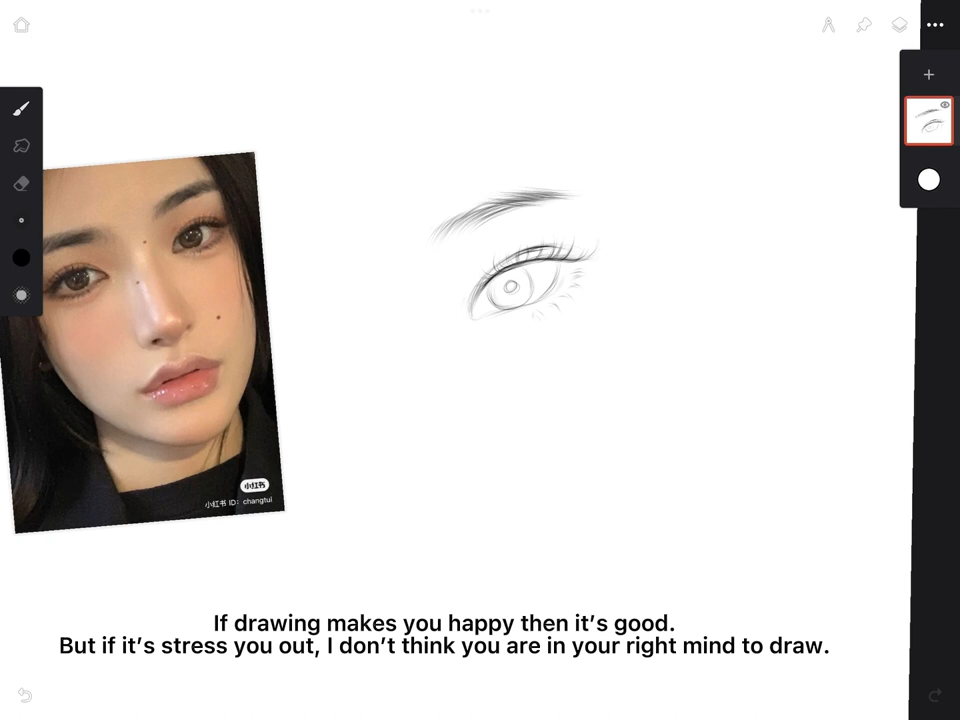 小红书
小红书 ID: changtui
If drawing makes you happy then it’s good.
But if it’s stress you out, I don’t think you are in your right mind to draw.